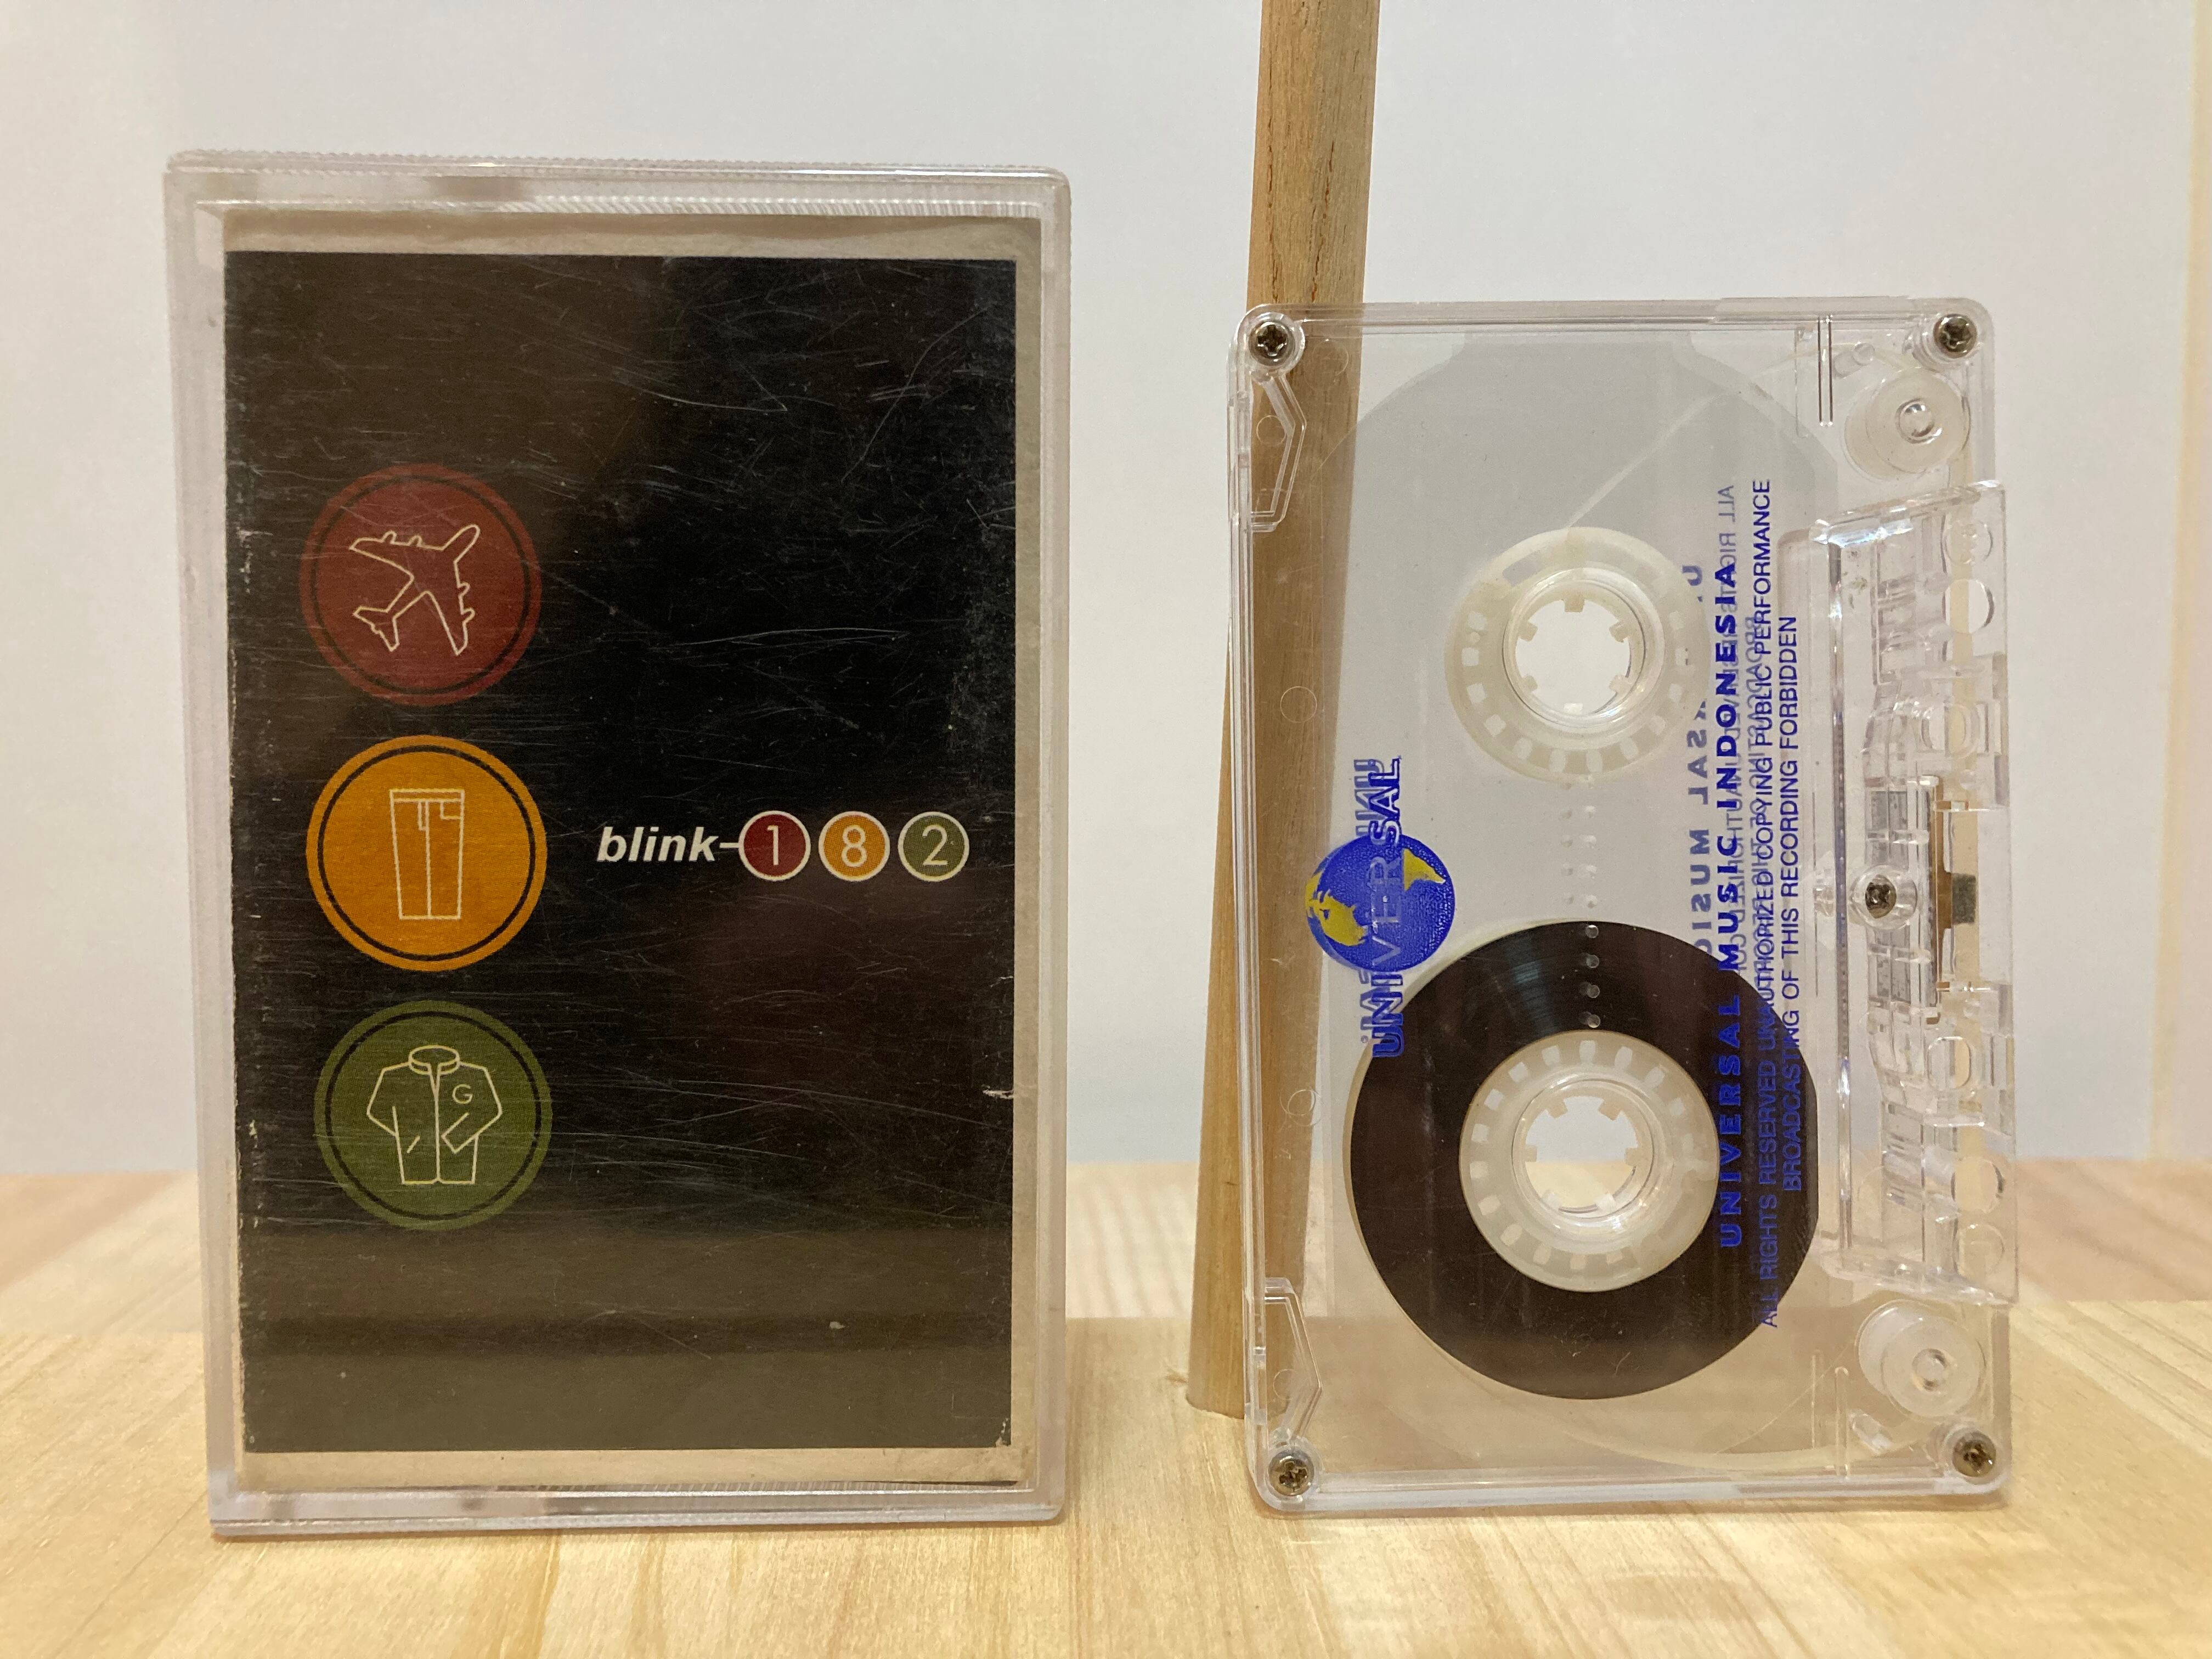 blink-182
G
UNIVERSAL
UNIVERSAL MUSIC INDONESIA
ALL RIGHTS RESERVED UNAUTHORIZED COPYING PUBLIC PERFORMANCE
BROADCASTING OF THIS RECORDING FORBIDDEN